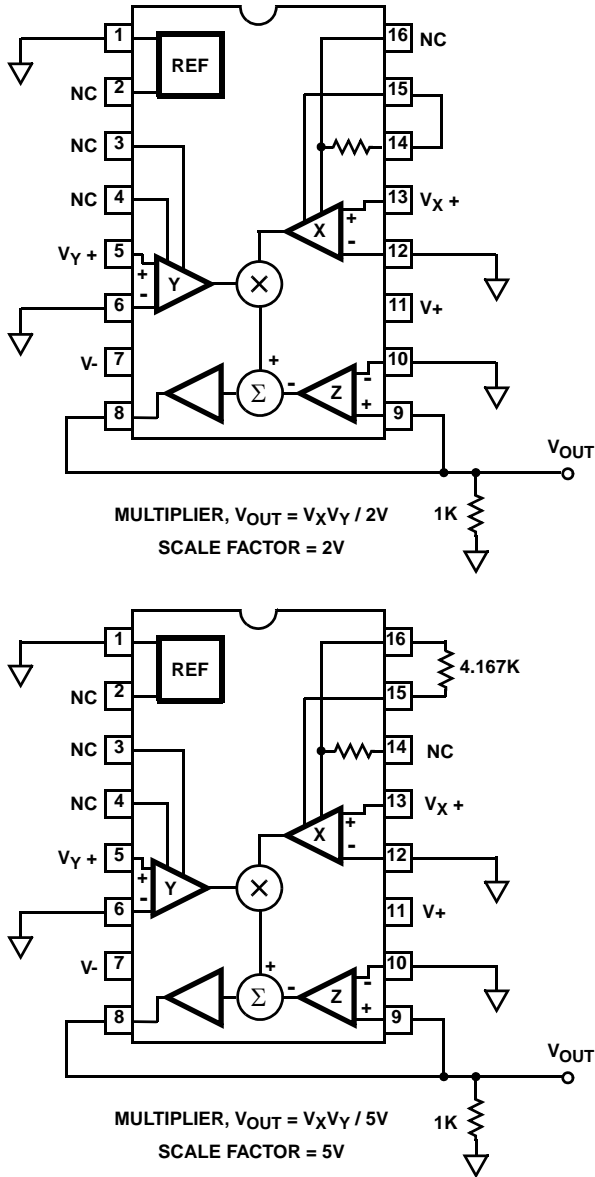 1
REF
16
NC
NC
2
15
NC
3
14
NC
4
13
VX +
+
X
-
12
VY +
5
+
Y
-
6
×
11
V+
V-
7
10
+
-
Σ
-
Z
+
8
9
VOUT
1K
MULTIPLIER, VOUT = VXVY / 2V
SCALE FACTOR = 2V
1
REF
16
4.167K
NC
2
15
NC
3
14
NC
NC
4
13
VX +
+
X
-
12
VY +
5
+
Y
-
6
×
11
V+
V-
7
10
+
-
Σ
-
Z
+
8
9
VOUT
1K
MULTIPLIER, VOUT = VXVY / 5V
SCALE FACTOR = 5V